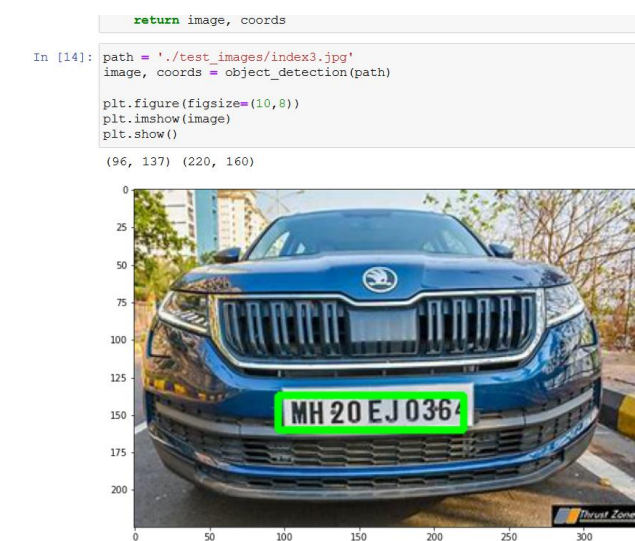 return image, coords
In [14]: path = './test_images/index3.jpg'
image, coords = object_detection(path)
plt.figure(figsize=(10,8))
plt.imshow(image)
plt.show()
(96, 137) (220, 160)
0
25
50
75
100
125
150
175
200
MH 20 EJ 0364
Thrust Zone
0 50 100 150 200 250 300